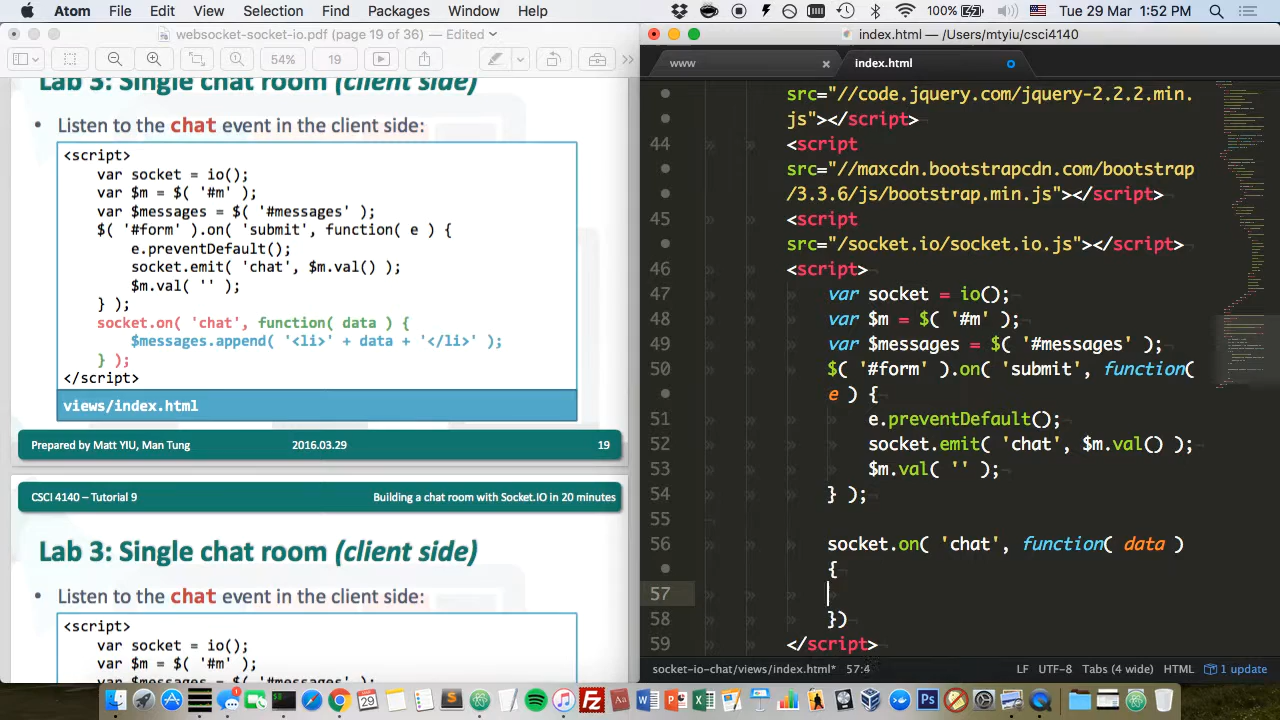 Atom File Edit View Selection Find Packages Window Help 100% Tue 29 Mar 1:52 PM
websocket-socket-io.pdf (page 19 of 36) — Edited
54% 19
Lab 3: Single chat room (client side)
• Listen to the chat event in the client side:
<script>
var socket = io();
var $m = $( '#m' );
var $messages = $( '#messages' );
$( '#form' ).on( 'submit', function( e ) {
e.preventDefault();
socket.emit( 'chat', $m.val() );
$m.val( '' );
} );
socket.on( 'chat', function( data ) {
$messages.append( '<li>' + data + '</li>' );
} );
</script>
views/index.html
Prepared by Matt YIU, Man Tung 2016.03.29 19
CSCI 4140 – Tutorial 9 Building a chat room with Socket.IO in 20 minutes
Lab 3: Single chat room (client side)
• Listen to the chat event in the client side:
<script>
var socket = io();
var $m = $( '#m' );
index.html — /Users/mtyiu/csci4140
www index.html
src="//code.jquery.com/jquery-2.2.2.min.
js"></script>
44 <script
src="//maxcdn.bootstrapcdn.com/bootstrap
/3.3.6/js/bootstrap.min.js"></script>
45 <script
src="/socket.io/socket.io.js"></script>
46 <script>
47 var socket = io();
48 var $m = $( '#m' );
49 var $messages = $( '#messages' );
50 $( '#form' ).on( 'submit', function(
e ) {
51 e.preventDefault();
52 socket.emit( 'chat', $m.val() );
53 $m.val( '' );
54 } );
55
56 socket.on( 'chat', function( data )
{
57
58 })
59 </script>
socket-io-chat/views/index.html* 57:4 LF UTF-8 Tabs (4 wide) HTML 1 update